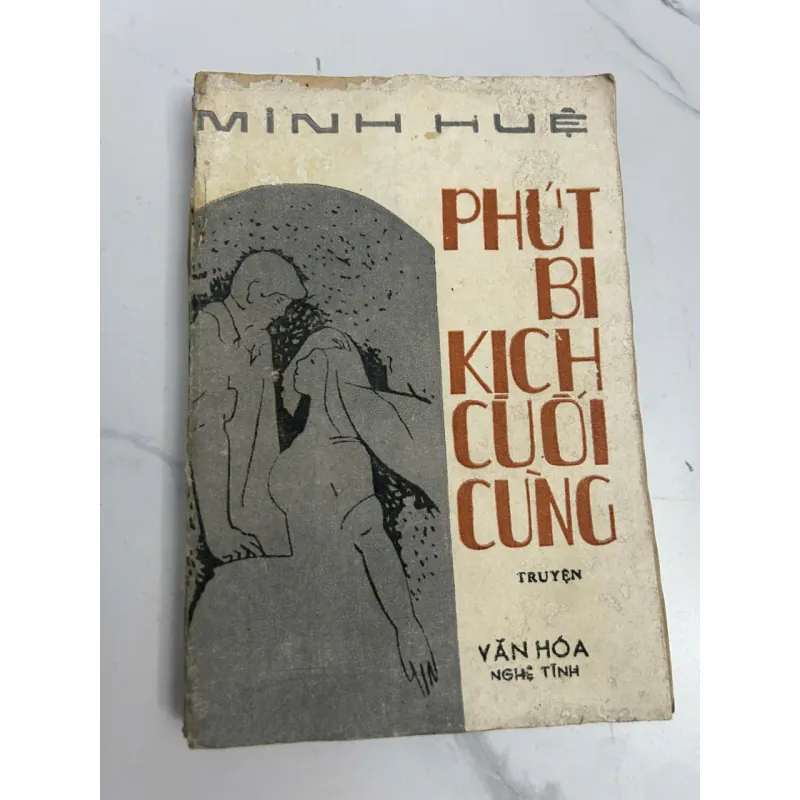 MINH HUỆ
PHÚT
BI
KỊCH
CUỐI
CÙNG
TRUYỆN
VĂN HÓA
NGHỆ TĨNH